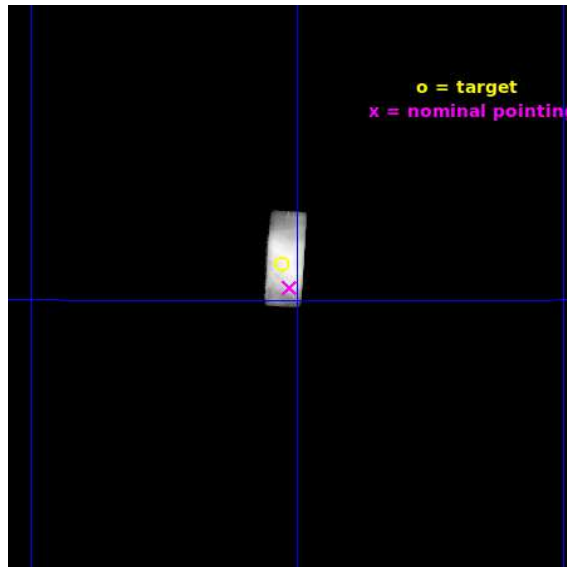 o = target
x = nominal pointing